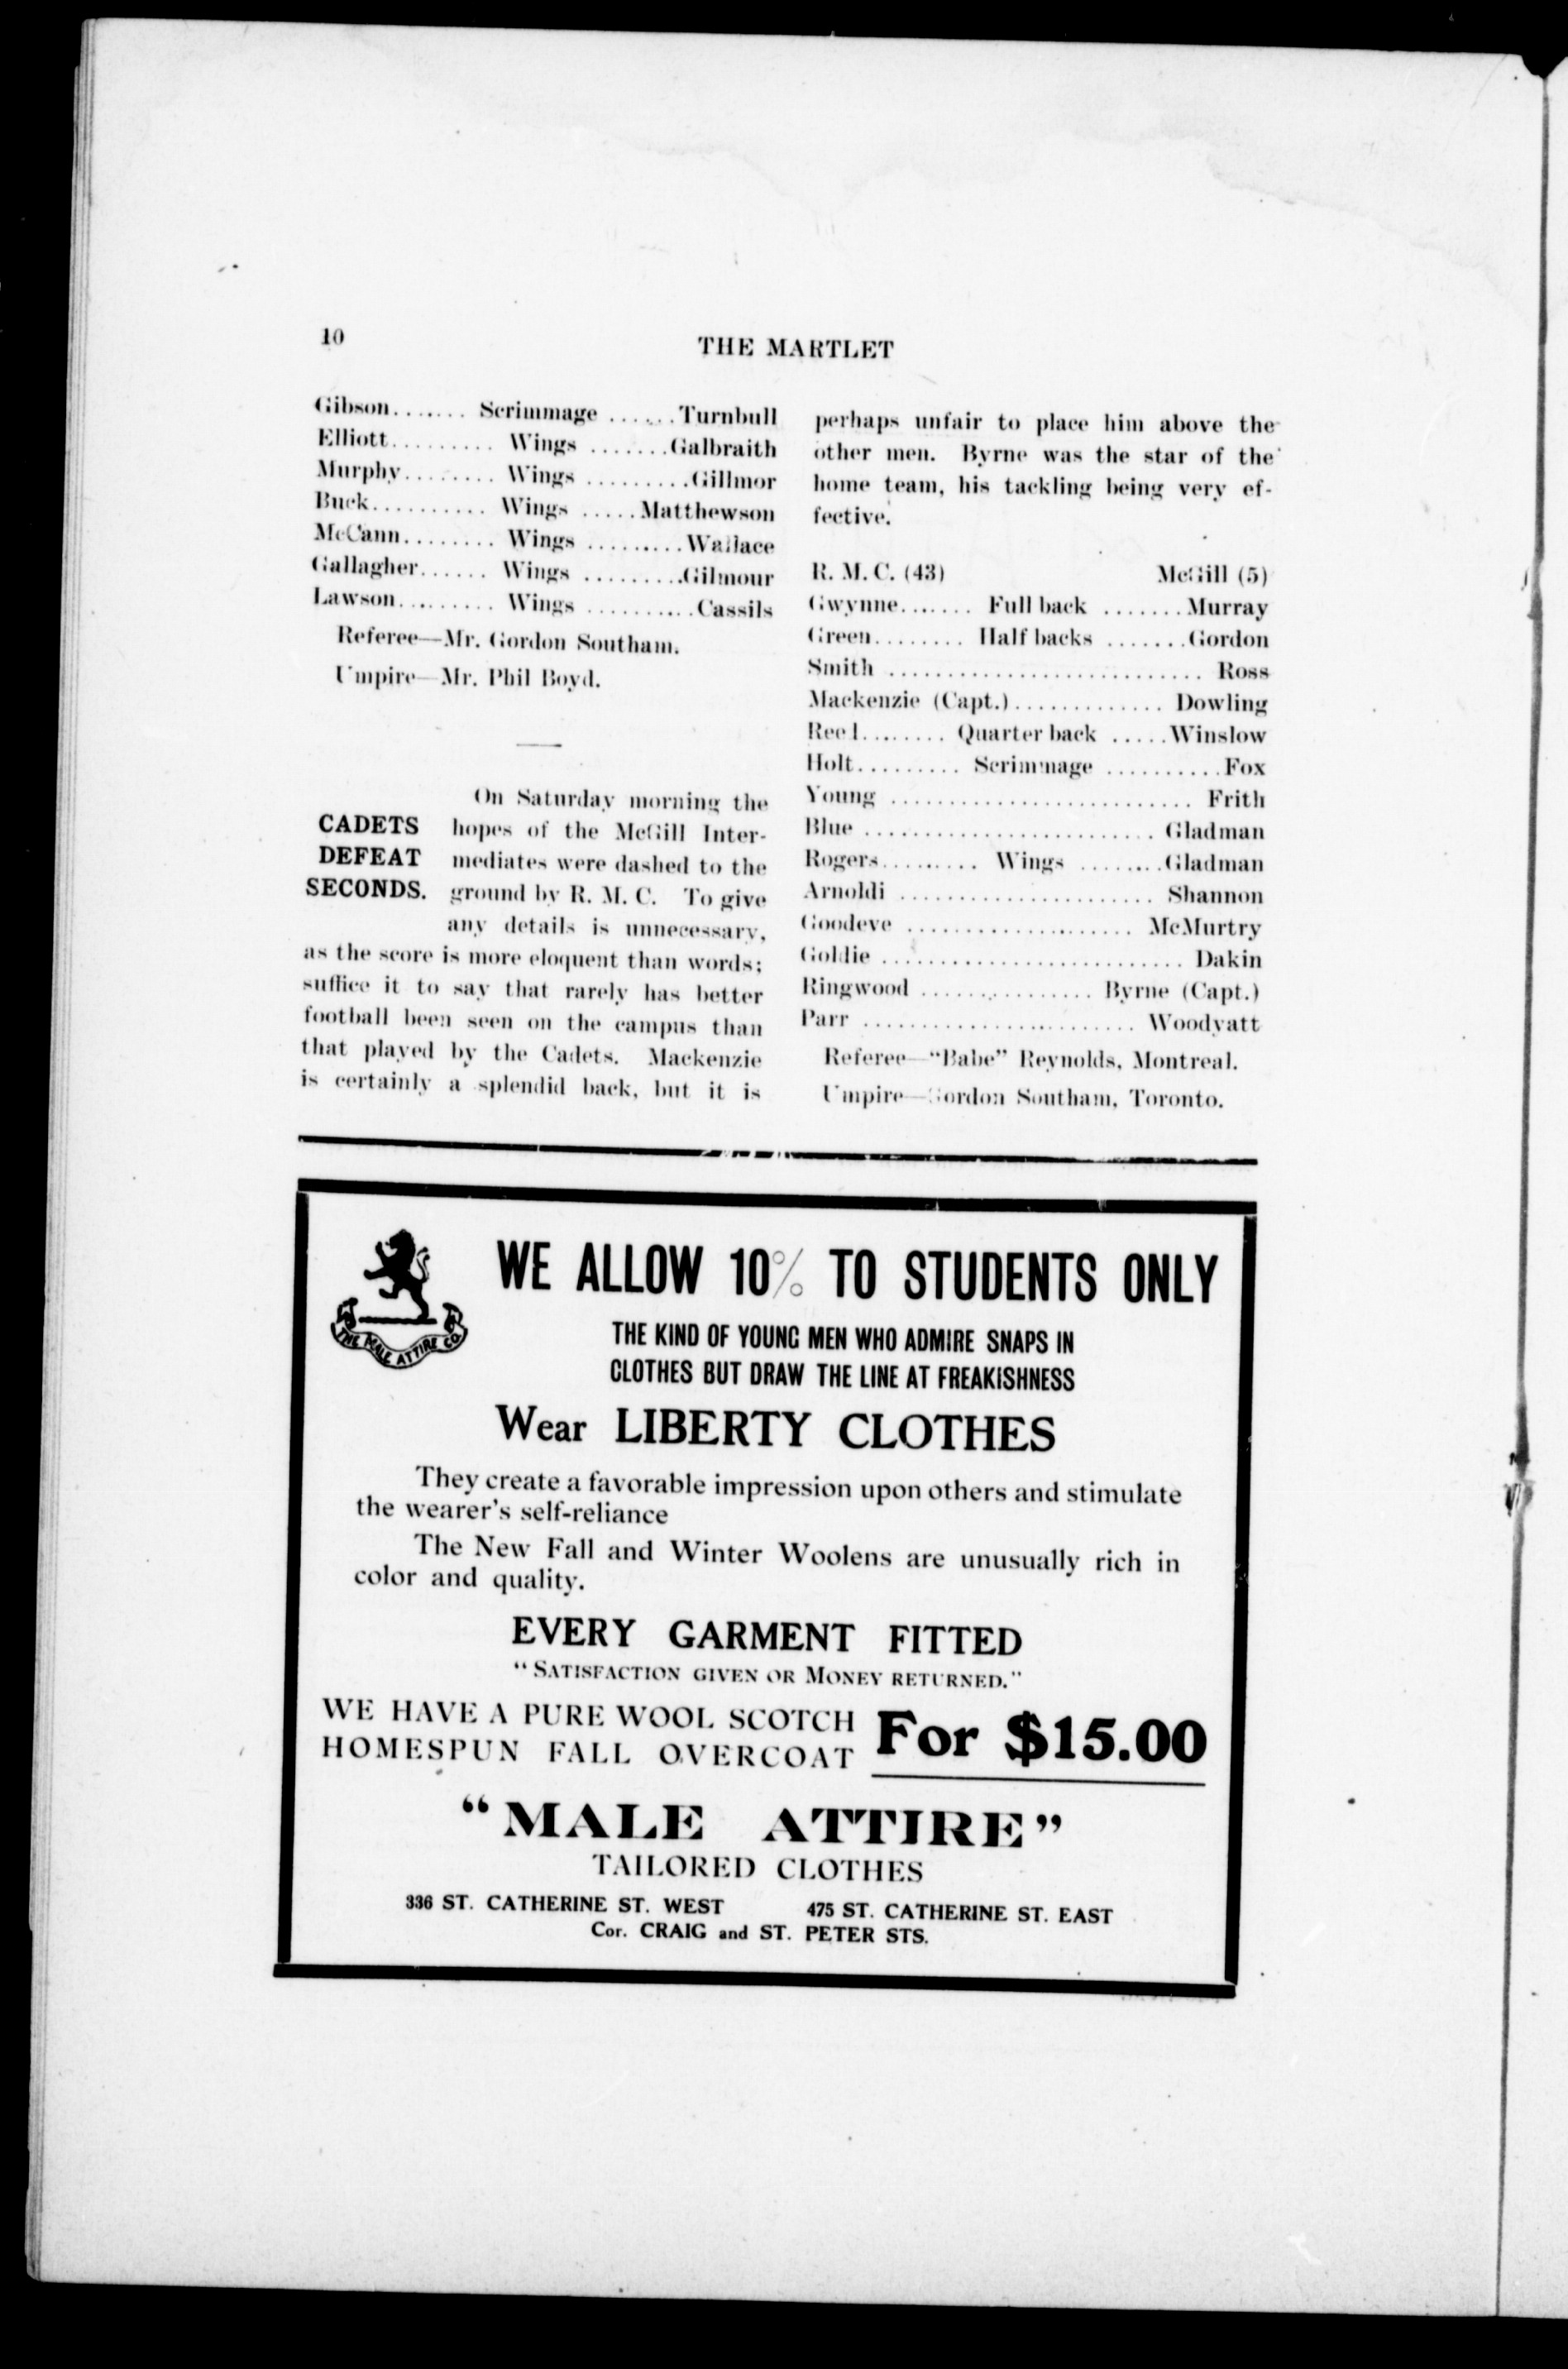 10
THE MARTLET
Gibson....... Scrimmage ......Turnbull
Elliott.......... Wings .......Galbraith
Murphy......... Wings ..........Gillmor
Buck........... Wings .....Matthewson
McCann......... Wings .........Wallace
Gallagher...... Wings ..........Gilmour
Lawson.......... Wings ..........Cassils
Referee—Mr. Gordon Southam.
Umpire—Mr. Phil Boyd.
CADETS
DEFEAT
SECONDS.
On Saturday morning the
hopes of the McGill Inter-
mediates were dashed to the
ground by R. M. C. To give
any details is unnecessary,
as the score is more eloquent than words;
suffice it to say that rarely has better
football been seen on the campus than
that played by the Cadets. Mackenzie
is certainly a splendid back, but it is
perhaps unfair to place him above the
other men. Byrne was the star of the
home team, his tackling being very ef-
fective.
R. M. C. (43) McGill (5)
Gwynne....... Full back .......Murray
Green........ Half backs .......Gordon
Smith ............................ Ross
Mackenzie (Capt.)............. Dowling
Reed........ Quarter back .....Winslow
Holt......... Scrimmage ..........Fox
Young ........................... Frith
Blue .......................... Gladman
Rogers......... Wings ........Gladman
Arnoldi ....................... Shannon
Goodeve .................... McMurtry
Goldie ........................... Dakin
Ringwood ................ Byrne (Capt.)
Parr ......................... Woodyatt
Referee—“Babe” Reynolds, Montreal.
Umpire—Gordon Southam, Toronto.
WE ALLOW 10% TO STUDENTS ONLY
THE MALE ATTIRE CO.
THE KIND OF YOUNG MEN WHO ADMIRE SNAPS IN
CLOTHES BUT DRAW THE LINE AT FREAKISHNESS
Wear LIBERTY CLOTHES
They create a favorable impression upon others and stimulate
the wearer's self-reliance
The New Fall and Winter Woolens are unusually rich in
color and quality.
EVERY GARMENT FITTED
“SATISFACTION GIVEN OR MONEY RETURNED.”
WE HAVE A PURE WOOL SCOTCH
HOMESPUN FALL OVERCOAT
For $15.00
“MALE ATTIRE”
TAILORED CLOTHES
336 ST. CATHERINE ST. WEST 475 ST. CATHERINE ST. EAST
Cor. CRAIG and ST. PETER STS.